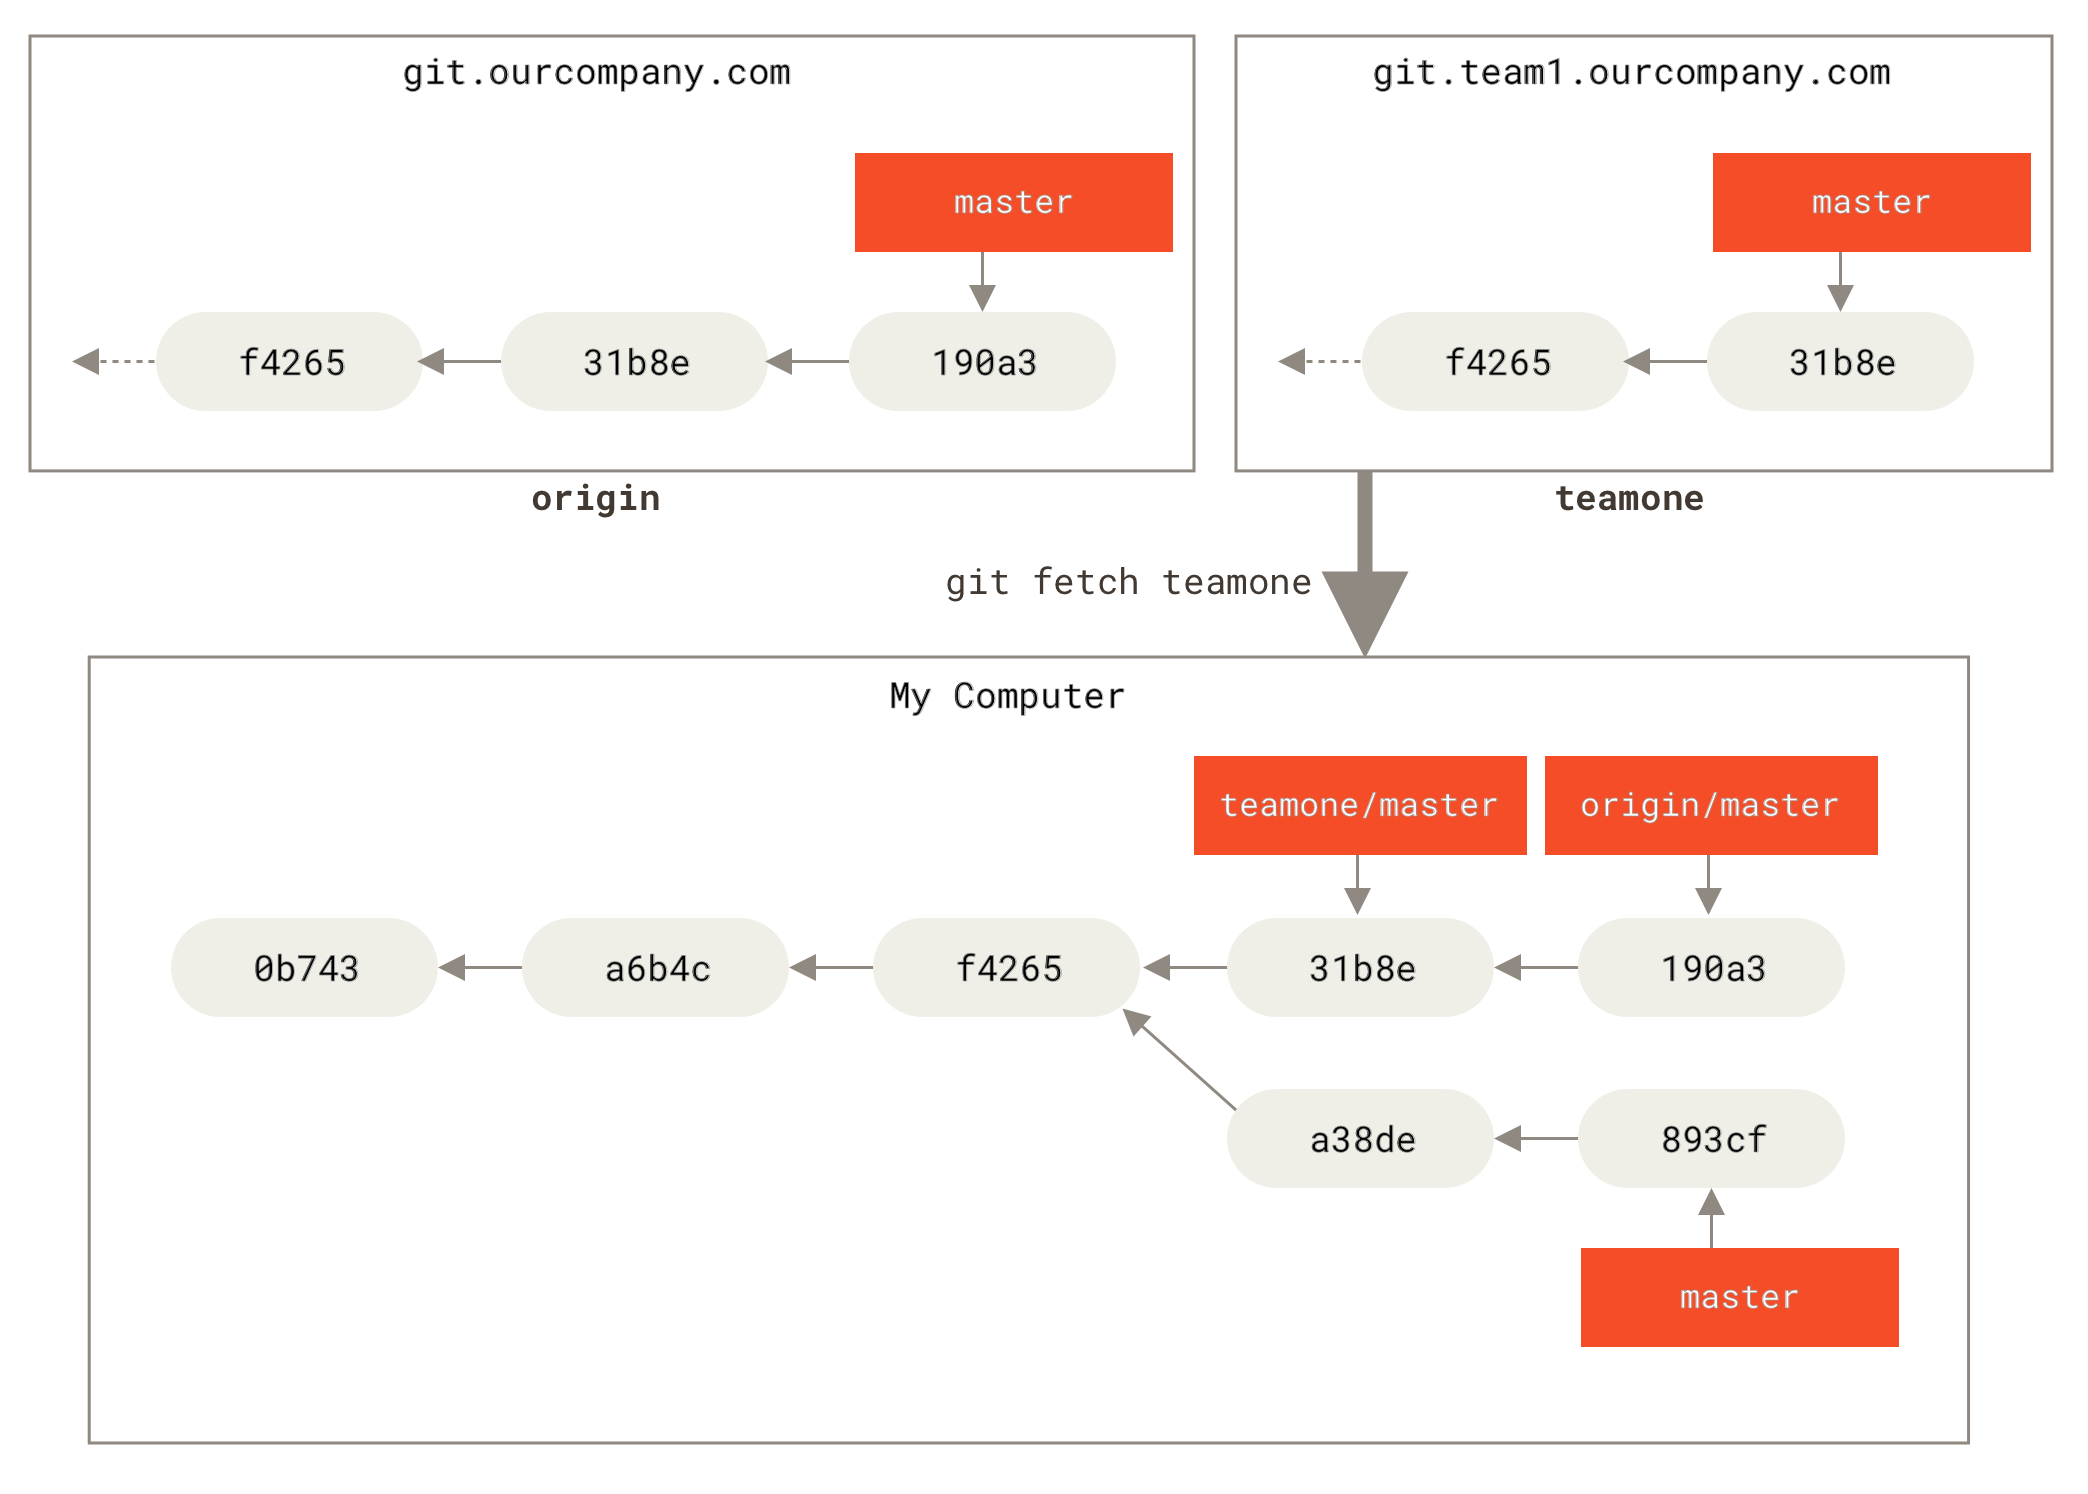 git.ourcompany.com
master
f4265
31b8e
190a3
origin
git.team1.ourcompany.com
master
f4265
31b8e
teamone
git fetch teamone
My Computer
teamone/master
origin/master
0b743
a6b4c
f4265
31b8e
190a3
a38de
893cf
master